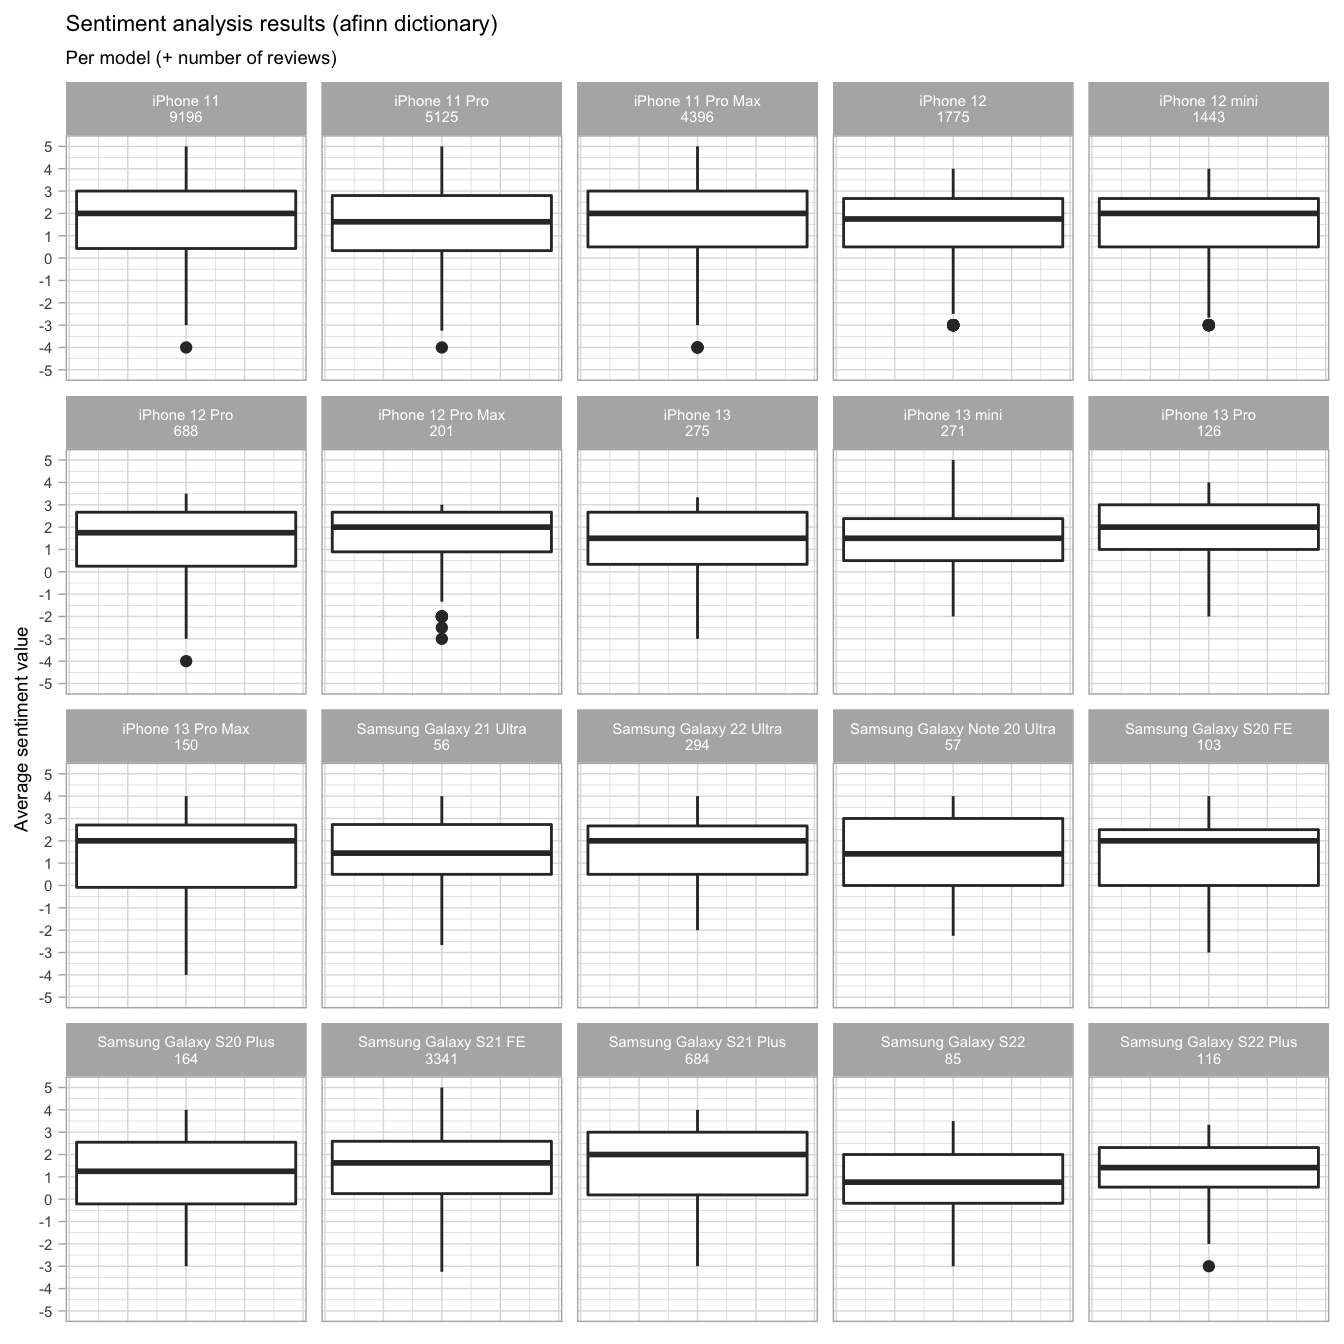 Sentiment analysis results (afinn dictionary)
Per model (+ number of reviews)
Average sentiment value
iPhone 11
9196
iPhone 11 Pro
5125
iPhone 11 Pro Max
4396
iPhone 12
1775
iPhone 12 mini
1443
5
4
3
2
1
0
-1
-2
-3
-4
-5
iPhone 12 Pro
688
iPhone 12 Pro Max
201
iPhone 13
275
iPhone 13 mini
271
iPhone 13 Pro
126
5
4
3
2
1
0
-1
-2
-3
-4
-5
iPhone 13 Pro Max
150
Samsung Galaxy 21 Ultra
56
Samsung Galaxy 22 Ultra
294
Samsung Galaxy Note 20 Ultra
57
Samsung Galaxy S20 FE
103
5
4
3
2
1
0
-1
-2
-3
-4
-5
Samsung Galaxy S20 Plus
164
Samsung Galaxy S21 FE
3341
Samsung Galaxy S21 Plus
684
Samsung Galaxy S22
85
Samsung Galaxy S22 Plus
116
5
4
3
2
1
0
-1
-2
-3
-4
-5